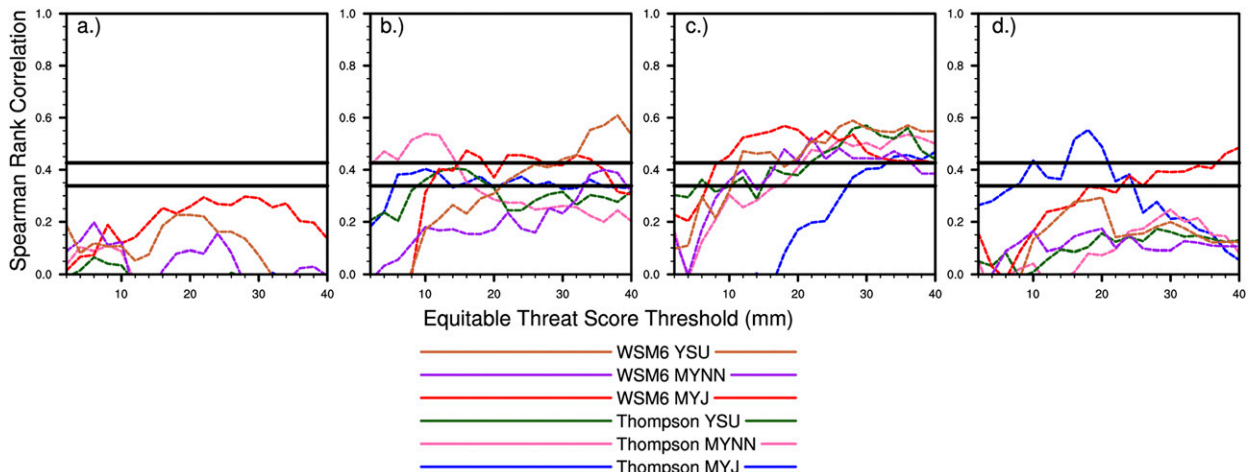 a.) b.) c.) d.)
1.0 1.0 1.0 1.0
0.8 0.8 0.8 0.8
0.6 0.6 0.6 0.6
0.4 0.4 0.4 0.4
0.2 0.2 0.2 0.2
0.0 0.0 0.0 0.0
10 20 30 40 10 20 30 40 10 20 30 40 10 20 30 40
Spearman Rank Correlation
Equitable Threat Score Threshold (mm)
WSM6 YSU
WSM6 MYNN
WSM6 MYJ
Thompson YSU
Thompson MYNN
Thompson MYJ